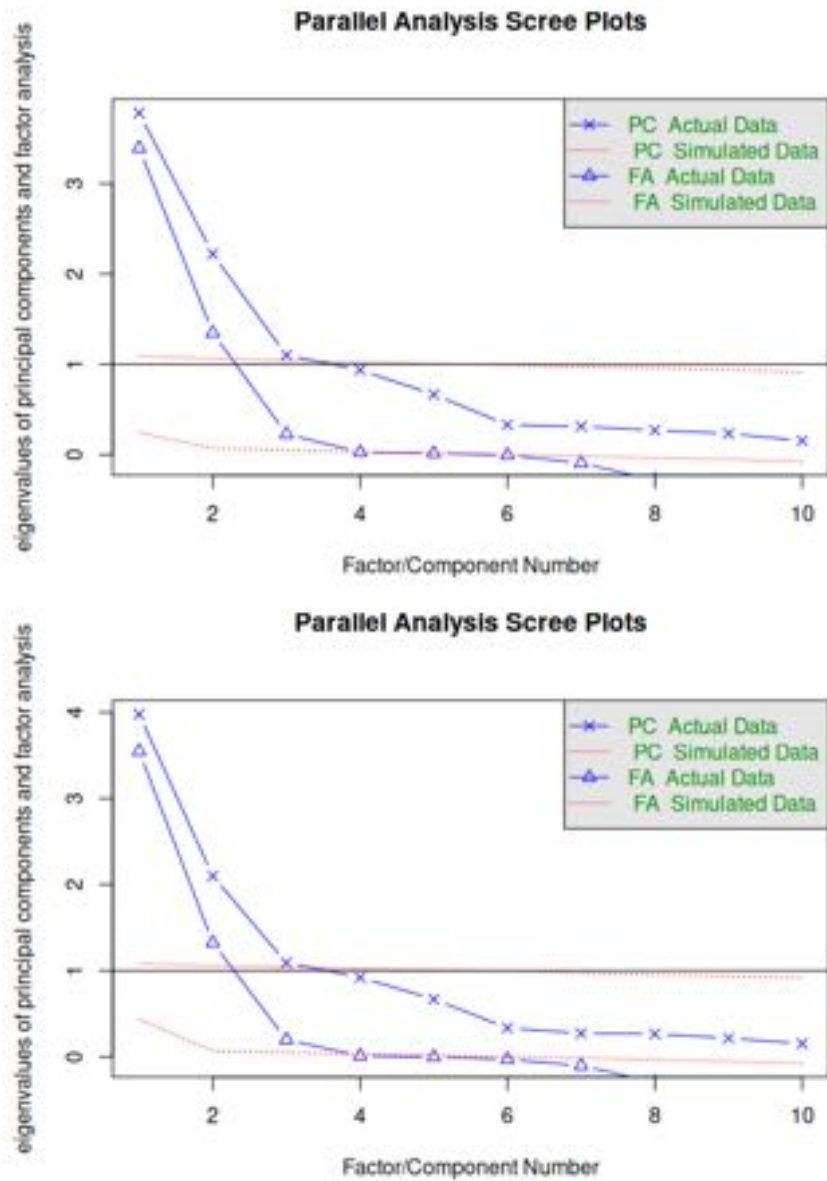 Parallel Analysis Scree Plots
eigenvalues of principal components and factor analysis
PC Actual Data
PC Simulated Data
FA Actual Data
FA Simulated Data
3
2
1
0
2 4 6 8 10
Factor/Component Number
Parallel Analysis Scree Plots
eigenvalues of principal components and factor analysis
PC Actual Data
PC Simulated Data
FA Actual Data
FA Simulated Data
4
3
2
1
0
2 4 6 8 10
Factor/Component Number